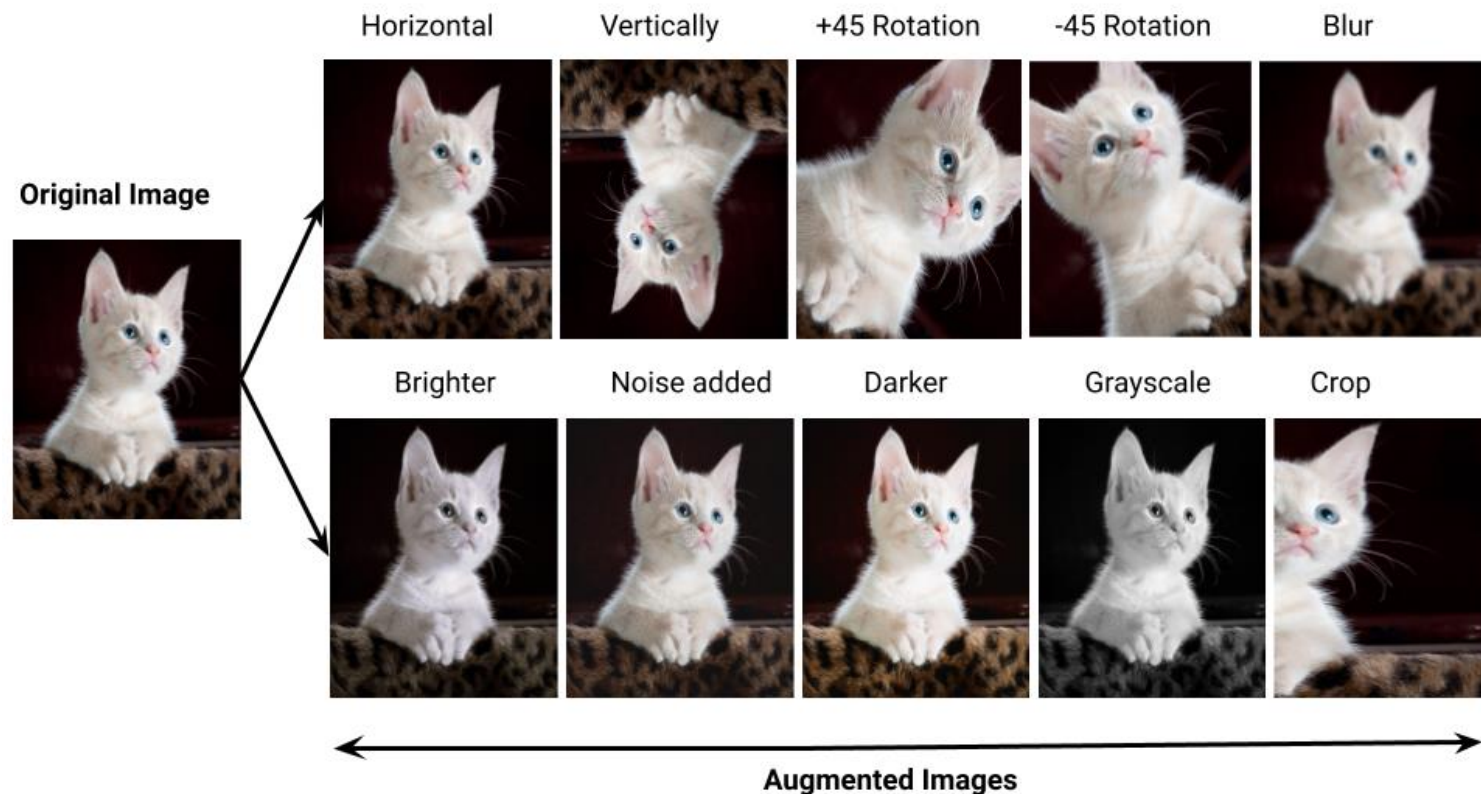 Horizontal Vertically +45 Rotation -45 Rotation Blur
Original Image
Brighter Noise added Darker Grayscale Crop
Augmented Images